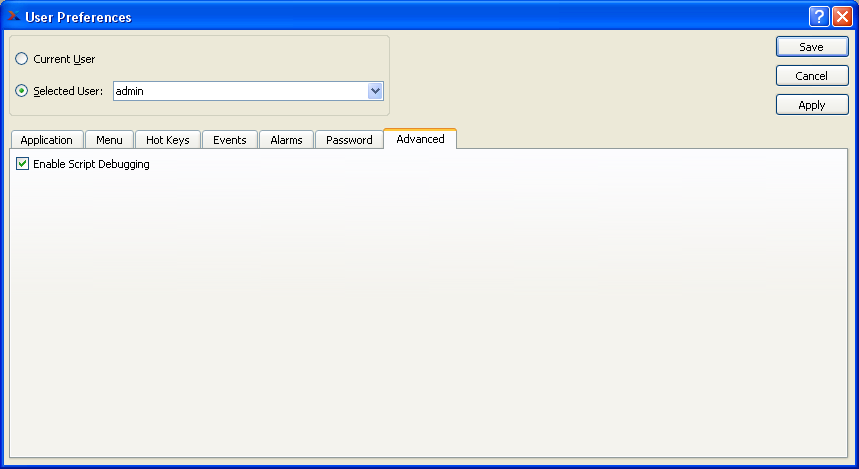 User Preferences
Current User
Selected User: admin
Save
Cancel
Apply
Application Menu Hot Keys Events Alarms Password Advanced
Enable Script Debugging